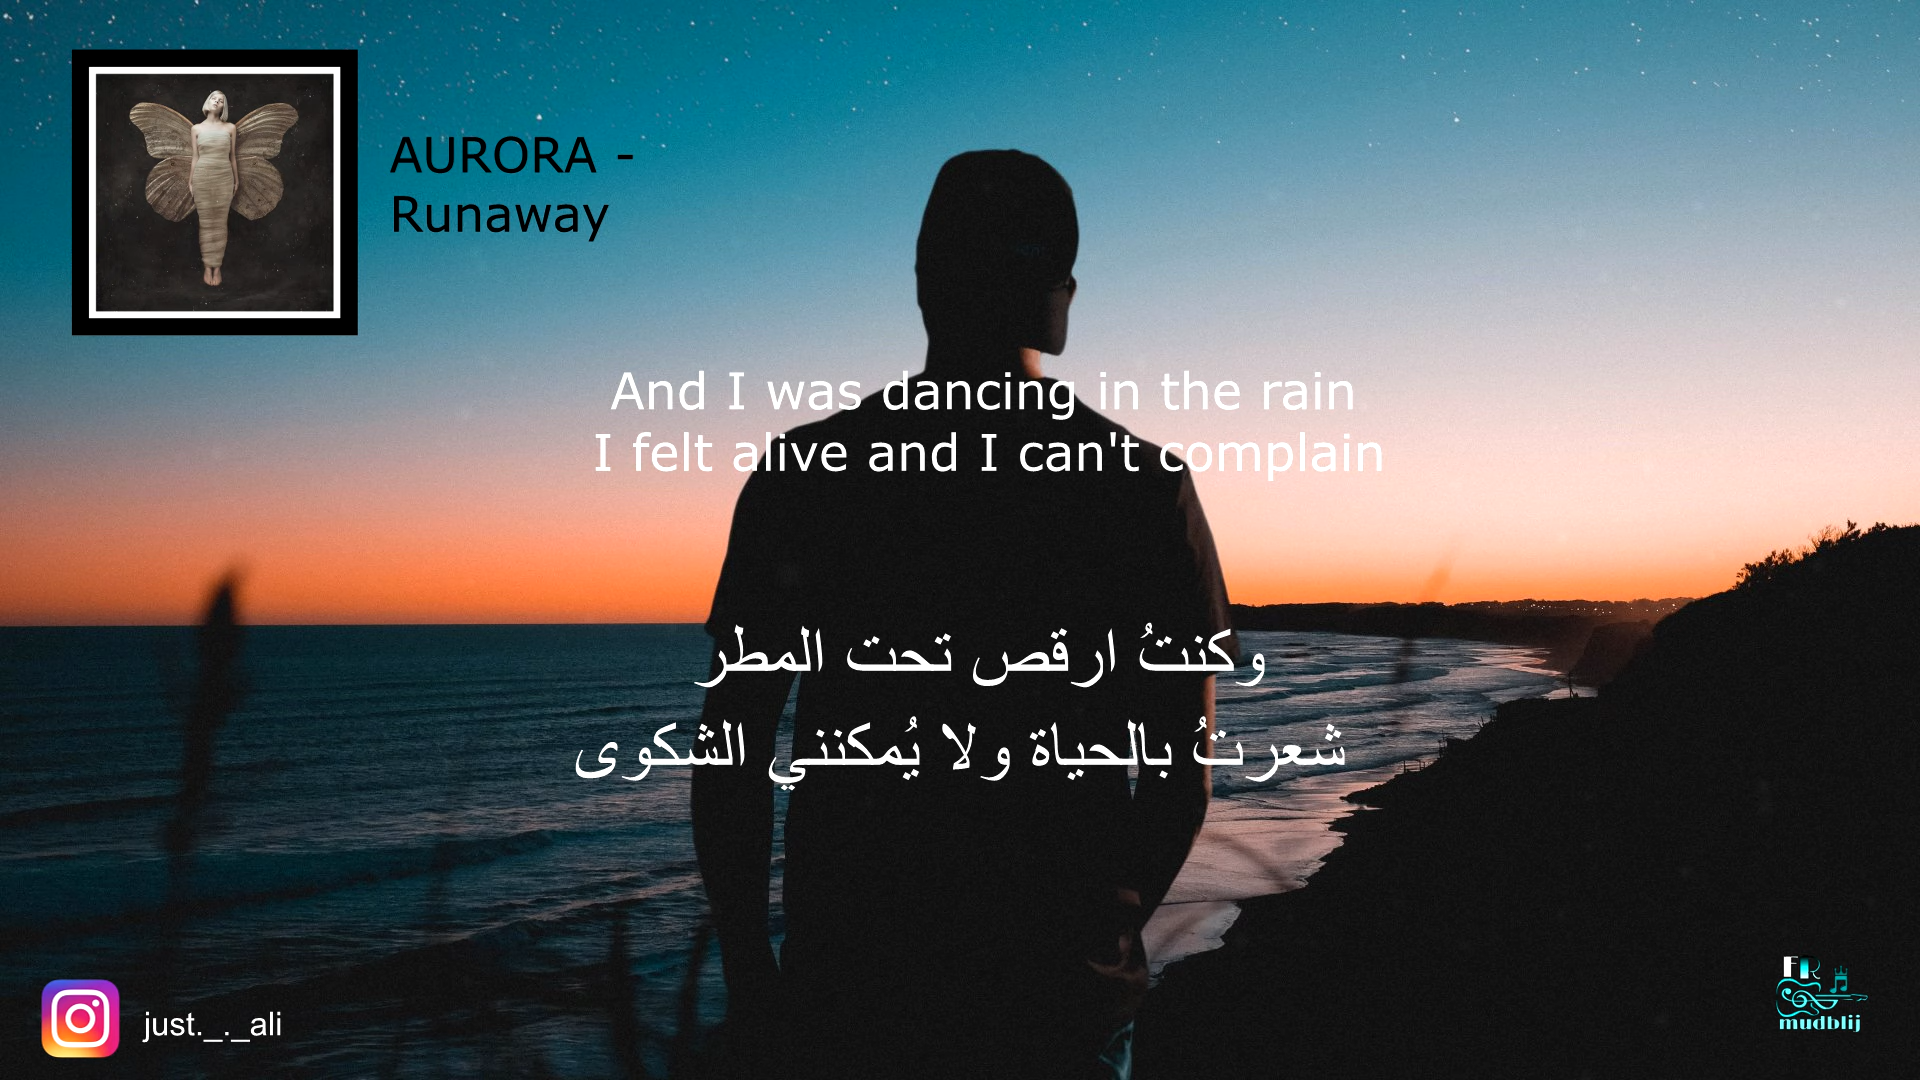 AURORA -
Runaway
And I was dancing in the rain
I felt alive and I can't complain
وكنتُ ارقص تحت المطر
شعرتُ بالحياة ولا يُمكنني الشكوى
just._._ali
FR
mudblij